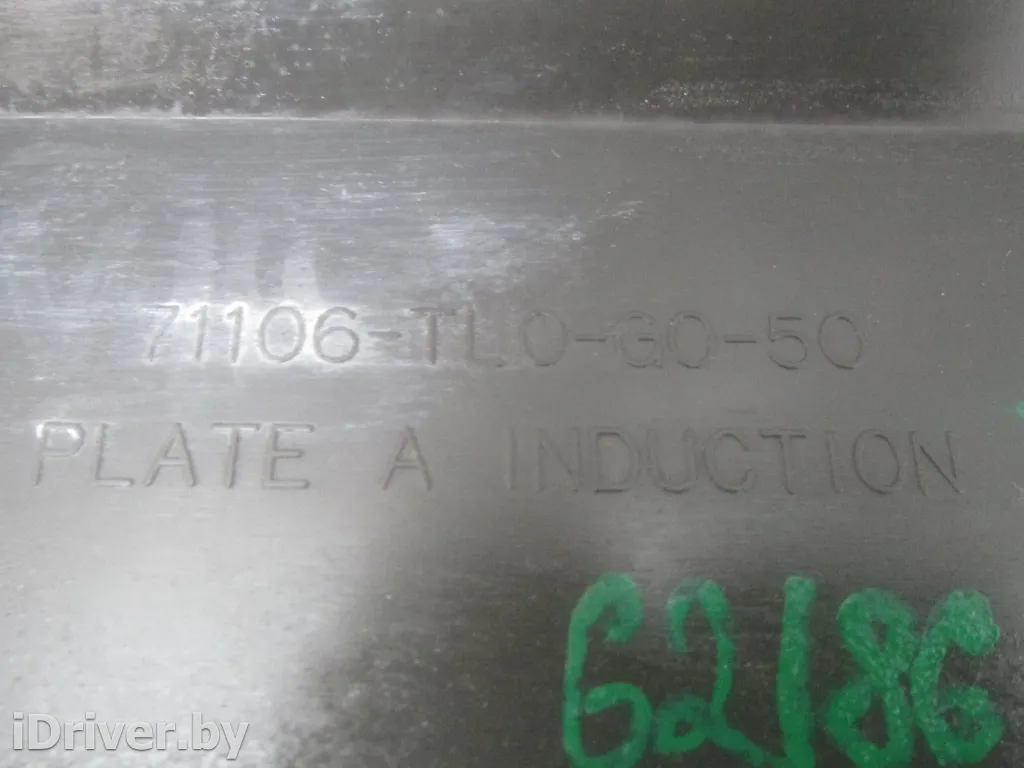 71106-TL0-G0-50
PLATE A INDUCTION
62186
iDriver.by